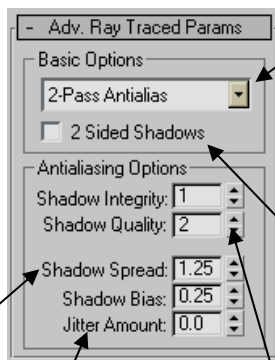 - Adv. Ray Traced Params
Basic Options
2-Pass Antialias
2 Sided Shadows
Antialiasing Options
Shadow Integrity: 1
Shadow Quality: 2
Shadow Spread: 1.25
Shadow Bias: 0.25
Jitter Amount: 0.0